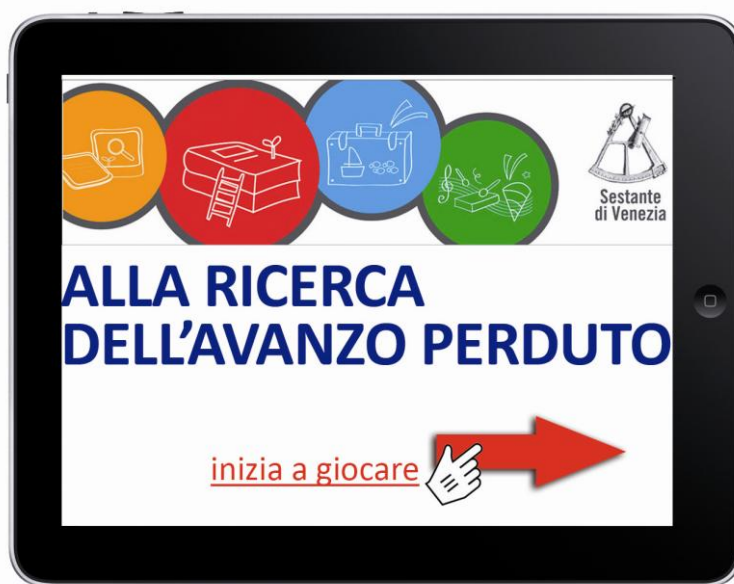 Sestante
di Venezia
ALLA RICERCA
DELL'AVANZO PERDUTO
inizia a giocare